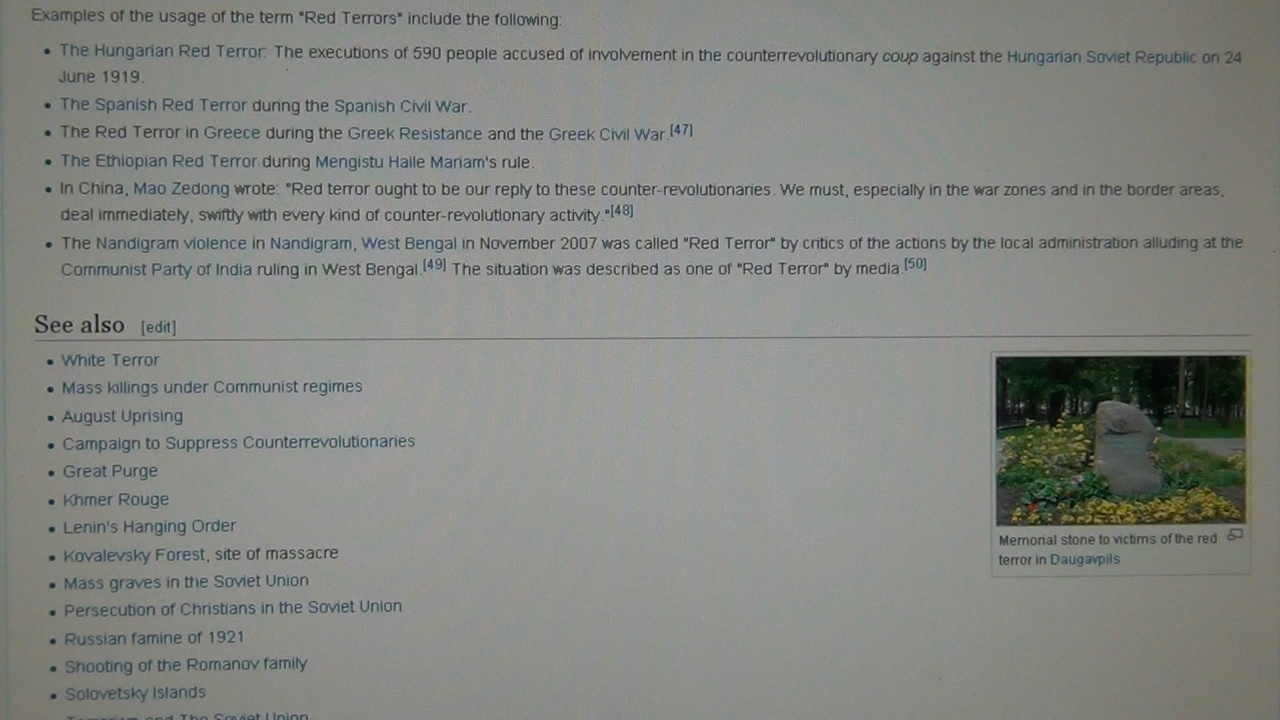 Examples of the usage of the term "Red Terrors" include the following:
The Hungarian Red Terror: The executions of 590 people accused of involvement in the counterrevolutionary coup against the Hungarian Soviet Republic on 24
June 1919.
The Spanish Red Terror during the Spanish Civil War.
The Red Terror in Greece during the Greek Resistance and the Greek Civil War.[47]
The Ethiopian Red Terror during Mengistu Haile Mariam's rule.
In China, Mao Zedong wrote: "Red terror ought to be our reply to these counter-revolutionaries. We must, especially in the war zones and in the border areas,
deal immediately, swiftly with every kind of counter-revolutionary activity."[48]
The Nandigram violence in Nandigram, West Bengal in November 2007 was called "Red Terror" by critics of the actions by the local administration alluding at the
Communist Party of India ruling in West Bengal.[49] The situation was described as one of "Red Terror" by media.[50]
See also [edit]
White Terror
Mass killings under Communist regimes
August Uprising
Campaign to Suppress Counterrevolutionaries
Great Purge
Khmer Rouge
Lenin's Hanging Order
Kovalevsky Forest, site of massacre
Mass graves in the Soviet Union
Persecution of Christians in the Soviet Union
Russian famine of 1921
Shooting of the Romanov family
Solovetsky Islands
Terrorism and The Soviet Union
Memorial stone to victims of the red
terror in Daugavpils